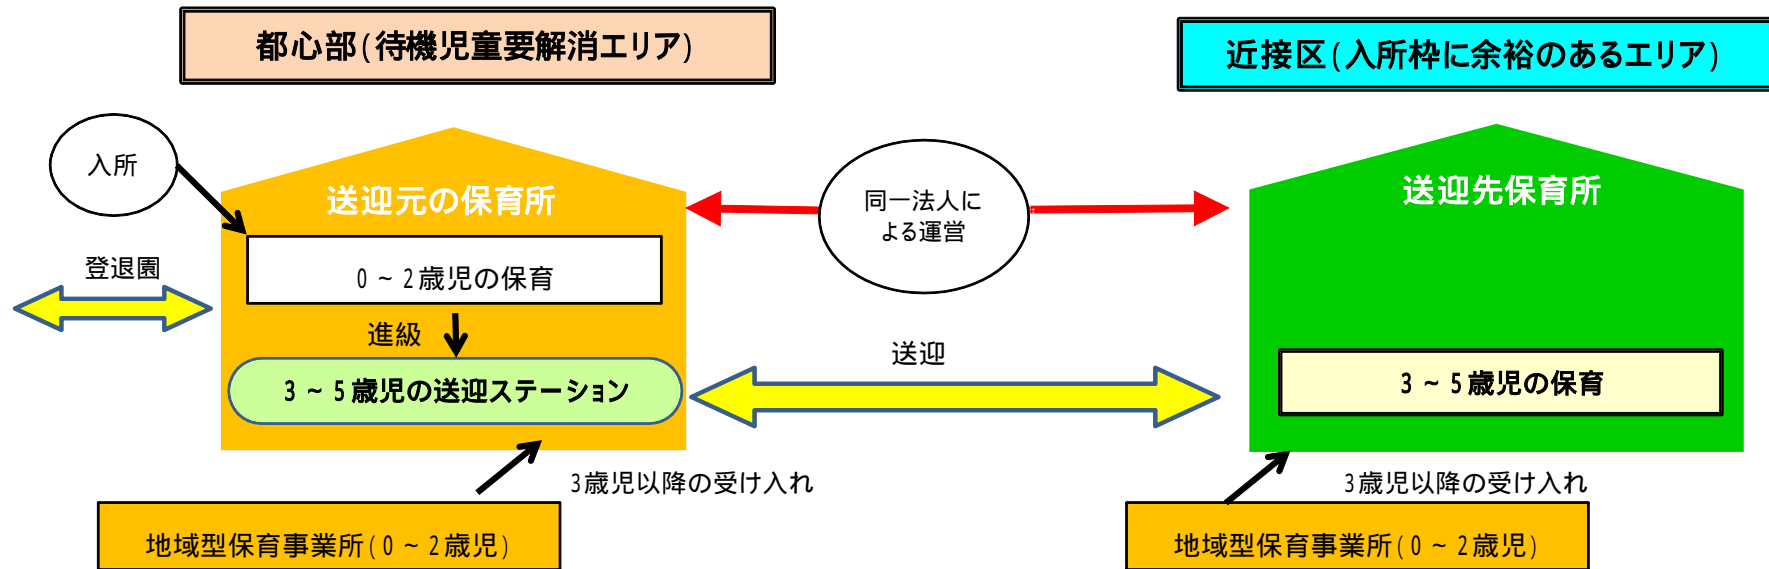 都心部(待機児童要解消エリア)
近接区(入所枠に余裕のあるエリア)
入所
送迎元の保育所
同一法人に
よる運営
送迎先保育所
登退園
0~2歳児の保育
進級
送迎
3~5歳児の送迎ステーション
3~5歳児の保育
3歳児以降の受け入れ
3歳児以降の受け入れ
地域型保育事業所(0~2歳児)
地域型保育事業所(0~2歳児)